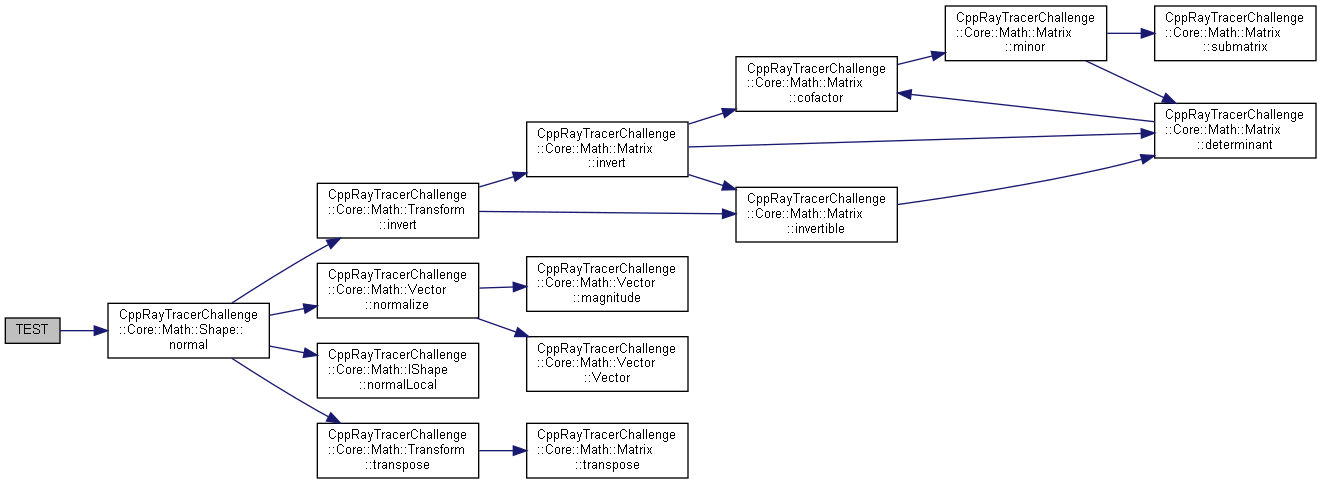 TEST
CppRayTracerChallenge
::Core::Math::Shape::
normal
CppRayTracerChallenge
::Core::Math::Transform
::invert
CppRayTracerChallenge
::Core::Math::Vector
::normalize
CppRayTracerChallenge
::Core::Math::IShape
::normalLocal
CppRayTracerChallenge
::Core::Math::Transform
::transpose
CppRayTracerChallenge
::Core::Math::Matrix
::invert
CppRayTracerChallenge
::Core::Math::Vector
::magnitude
CppRayTracerChallenge
::Core::Math::Vector
::Vector
CppRayTracerChallenge
::Core::Math::Matrix
::transpose
CppRayTracerChallenge
::Core::Math::Matrix
::cofactor
CppRayTracerChallenge
::Core::Math::Matrix
::invertible
CppRayTracerChallenge
::Core::Math::Matrix
::minor
CppRayTracerChallenge
::Core::Math::Matrix
::submatrix
CppRayTracerChallenge
::Core::Math::Matrix
::determinant